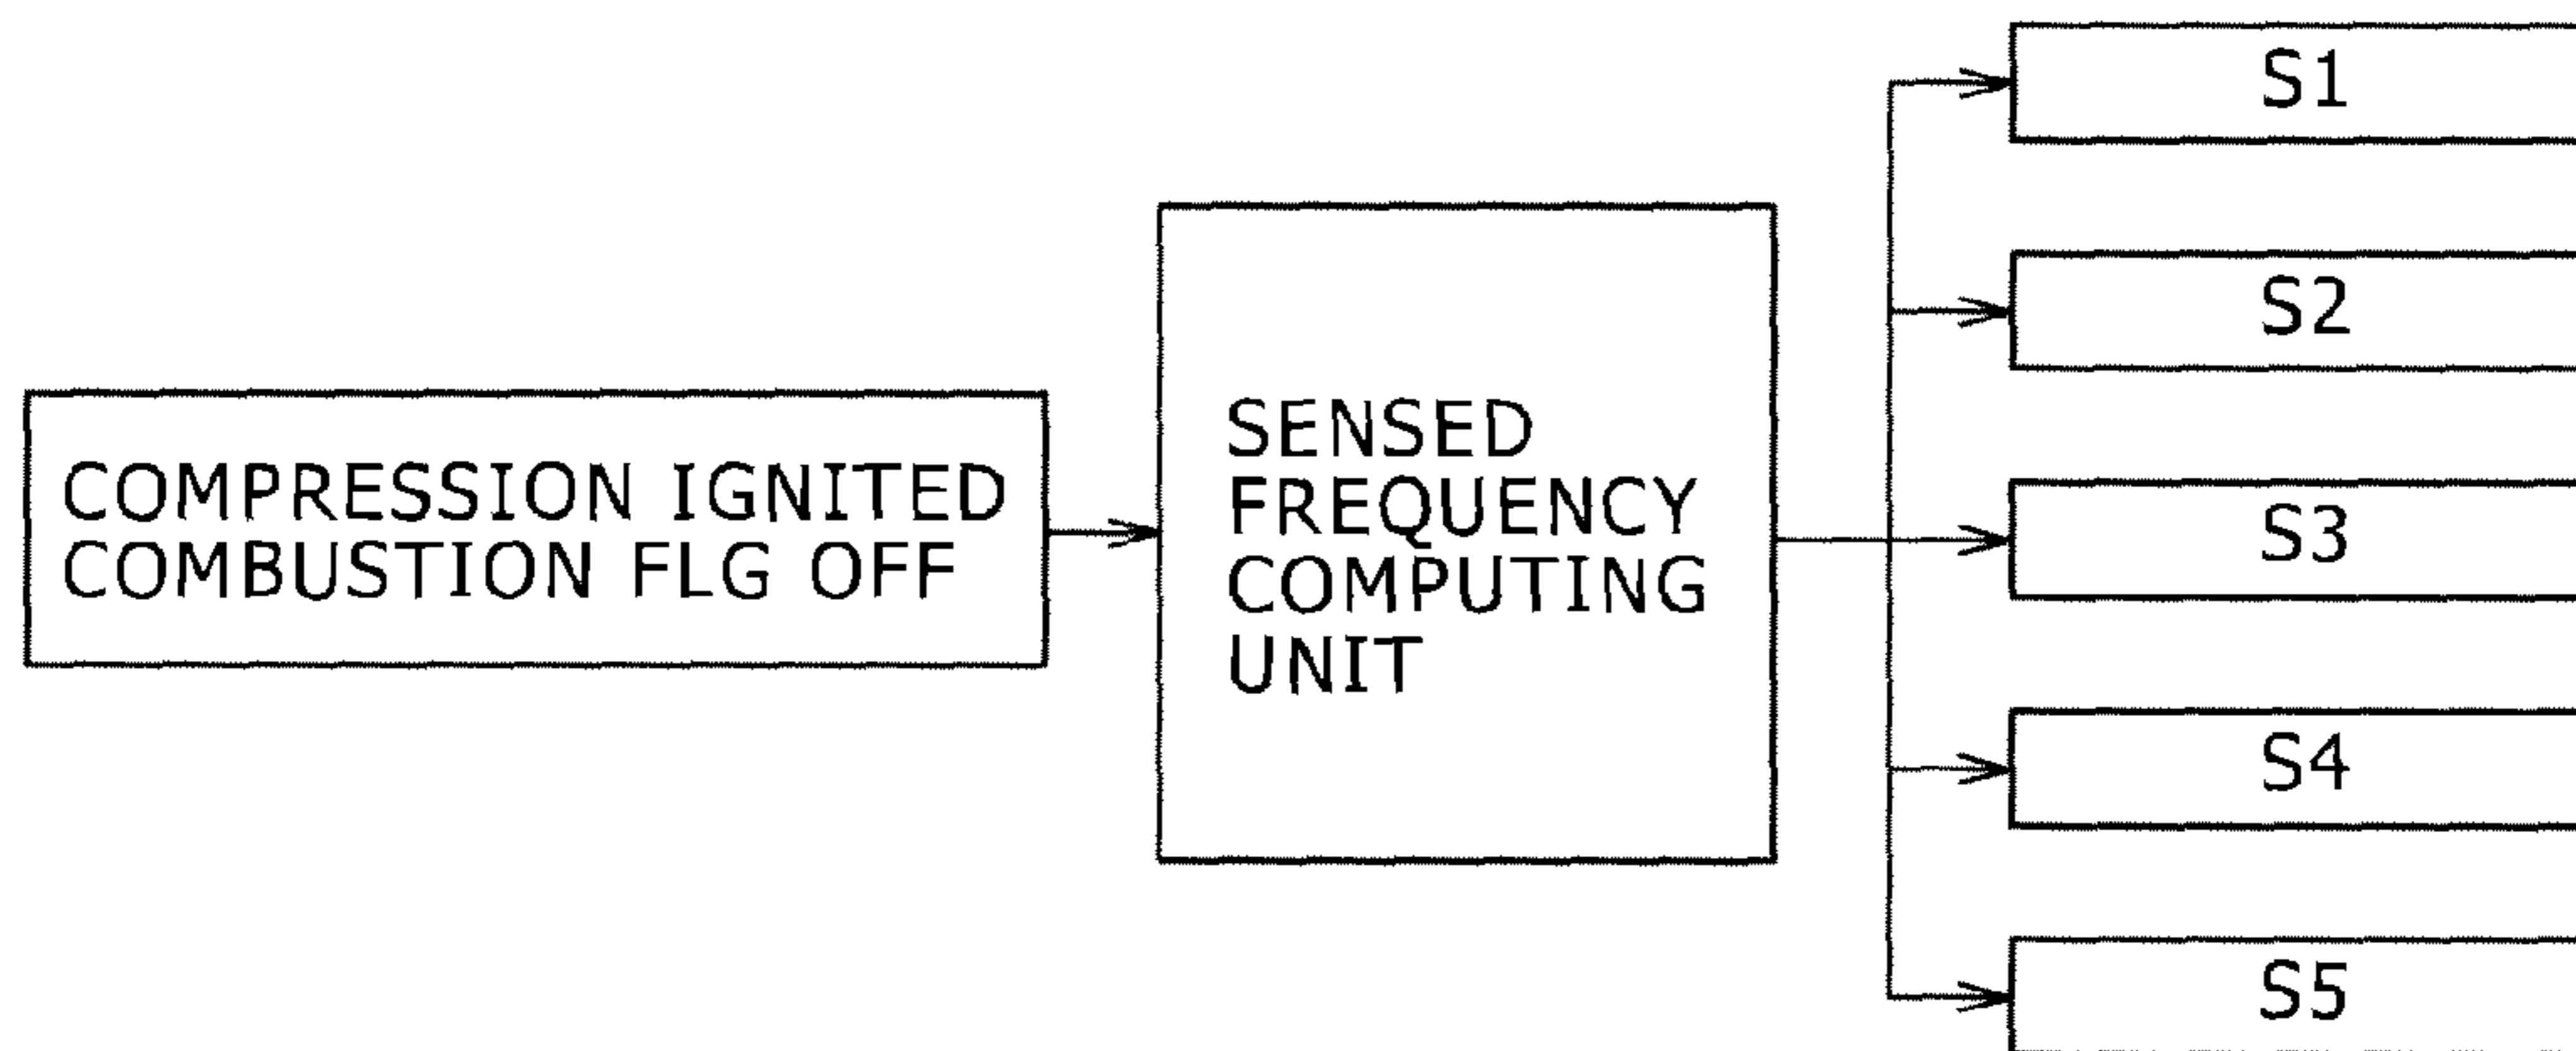 COMPRESSION IGNITED
COMBUSTION FLG OFF
SENSED
FREQUENCY
COMPUTING
UNIT
S1
S2
S3
S4
S5